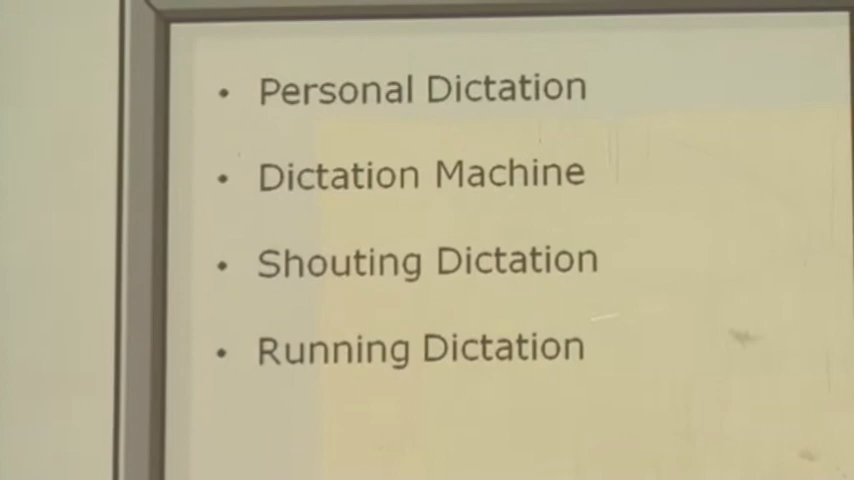 • Personal Dictation
• Dictation Machine
• Shouting Dictation
• Running Dictation